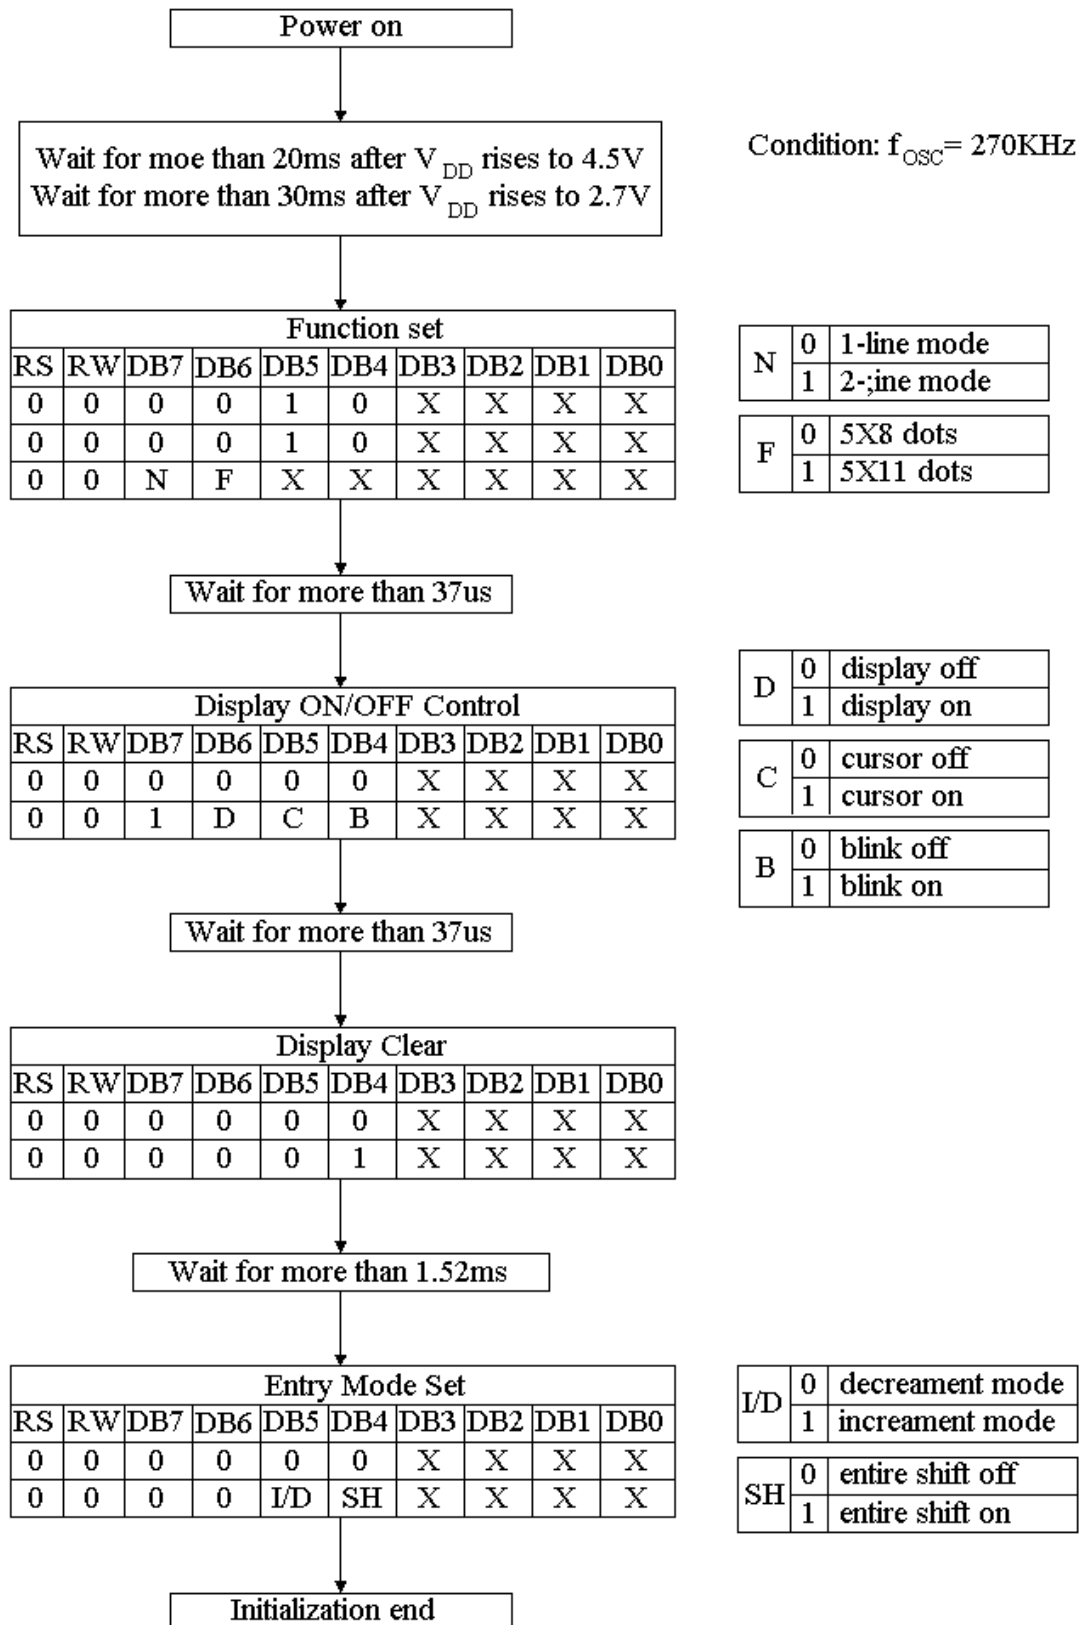 Power on
Wait for moe than 20ms after V DD rises to 4.5V
Wait for more than 30ms after V DD rises to 2.7V
Condition: f OSC = 270KHz
Function set
RS RW DB7 DB6 DB5 DB4 DB3 DB2 DB1 DB0
0 0 0 0 1 0 X X X X
0 0 0 0 1 0 X X X X
0 0 N F X X X X X X
N
0 1-line mode
1 2-;ine mode
F
0 5X8 dots
1 5X11 dots
Wait for more than 37us
Display ON/OFF Control
RS RW DB7 DB6 DB5 DB4 DB3 DB2 DB1 DB0
0 0 0 0 0 0 X X X X
0 0 1 D C B X X X X
D
0 display off
1 display on
C
0 cursor off
1 cursor on
B
0 blink off
1 blink on
Wait for more than 37us
Display Clear
RS RW DB7 DB6 DB5 DB4 DB3 DB2 DB1 DB0
0 0 0 0 0 0 X X X X
0 0 0 0 0 1 X X X X
Wait for more than 1.52ms
Entry Mode Set
RS RW DB7 DB6 DB5 DB4 DB3 DB2 DB1 DB0
0 0 0 0 0 0 X X X X
0 0 0 0 I/D SH X X X X
I/D
0 decreament mode
1 increament mode
SH
0 entire shift off
1 entire shift on
Initialization end